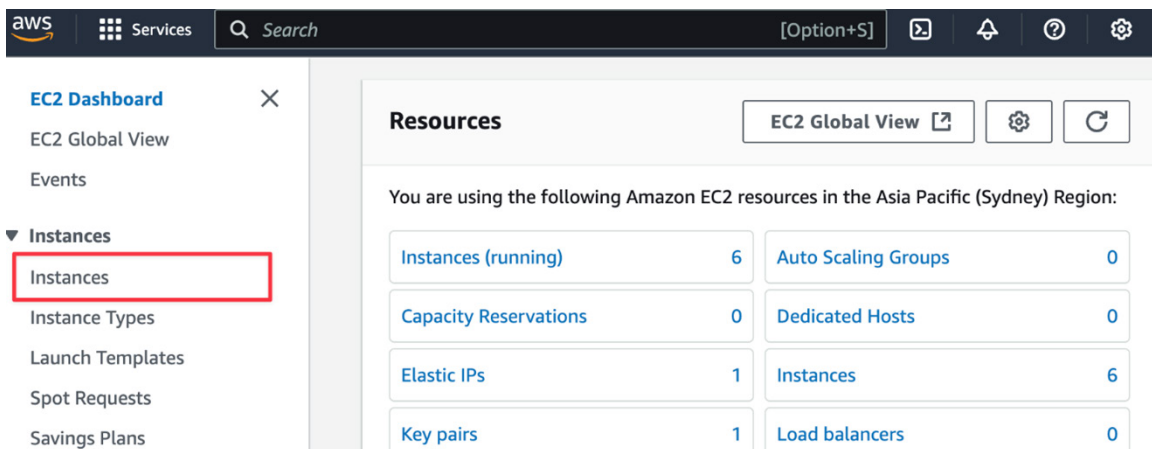 aws
Services
Search
[Option+S]
EC2 Dashboard
EC2 Global View
Events
Instances
Instances
Instance Types
Launch Templates
Spot Requests
Savings Plans
Resources
EC2 Global View
You are using the following Amazon EC2 resources in the Asia Pacific (Sydney) Region:
Instances (running) 6
Auto Scaling Groups 0
Capacity Reservations 0
Dedicated Hosts 0
Elastic IPs 1
Instances 6
Key pairs 1
Load balancers 0